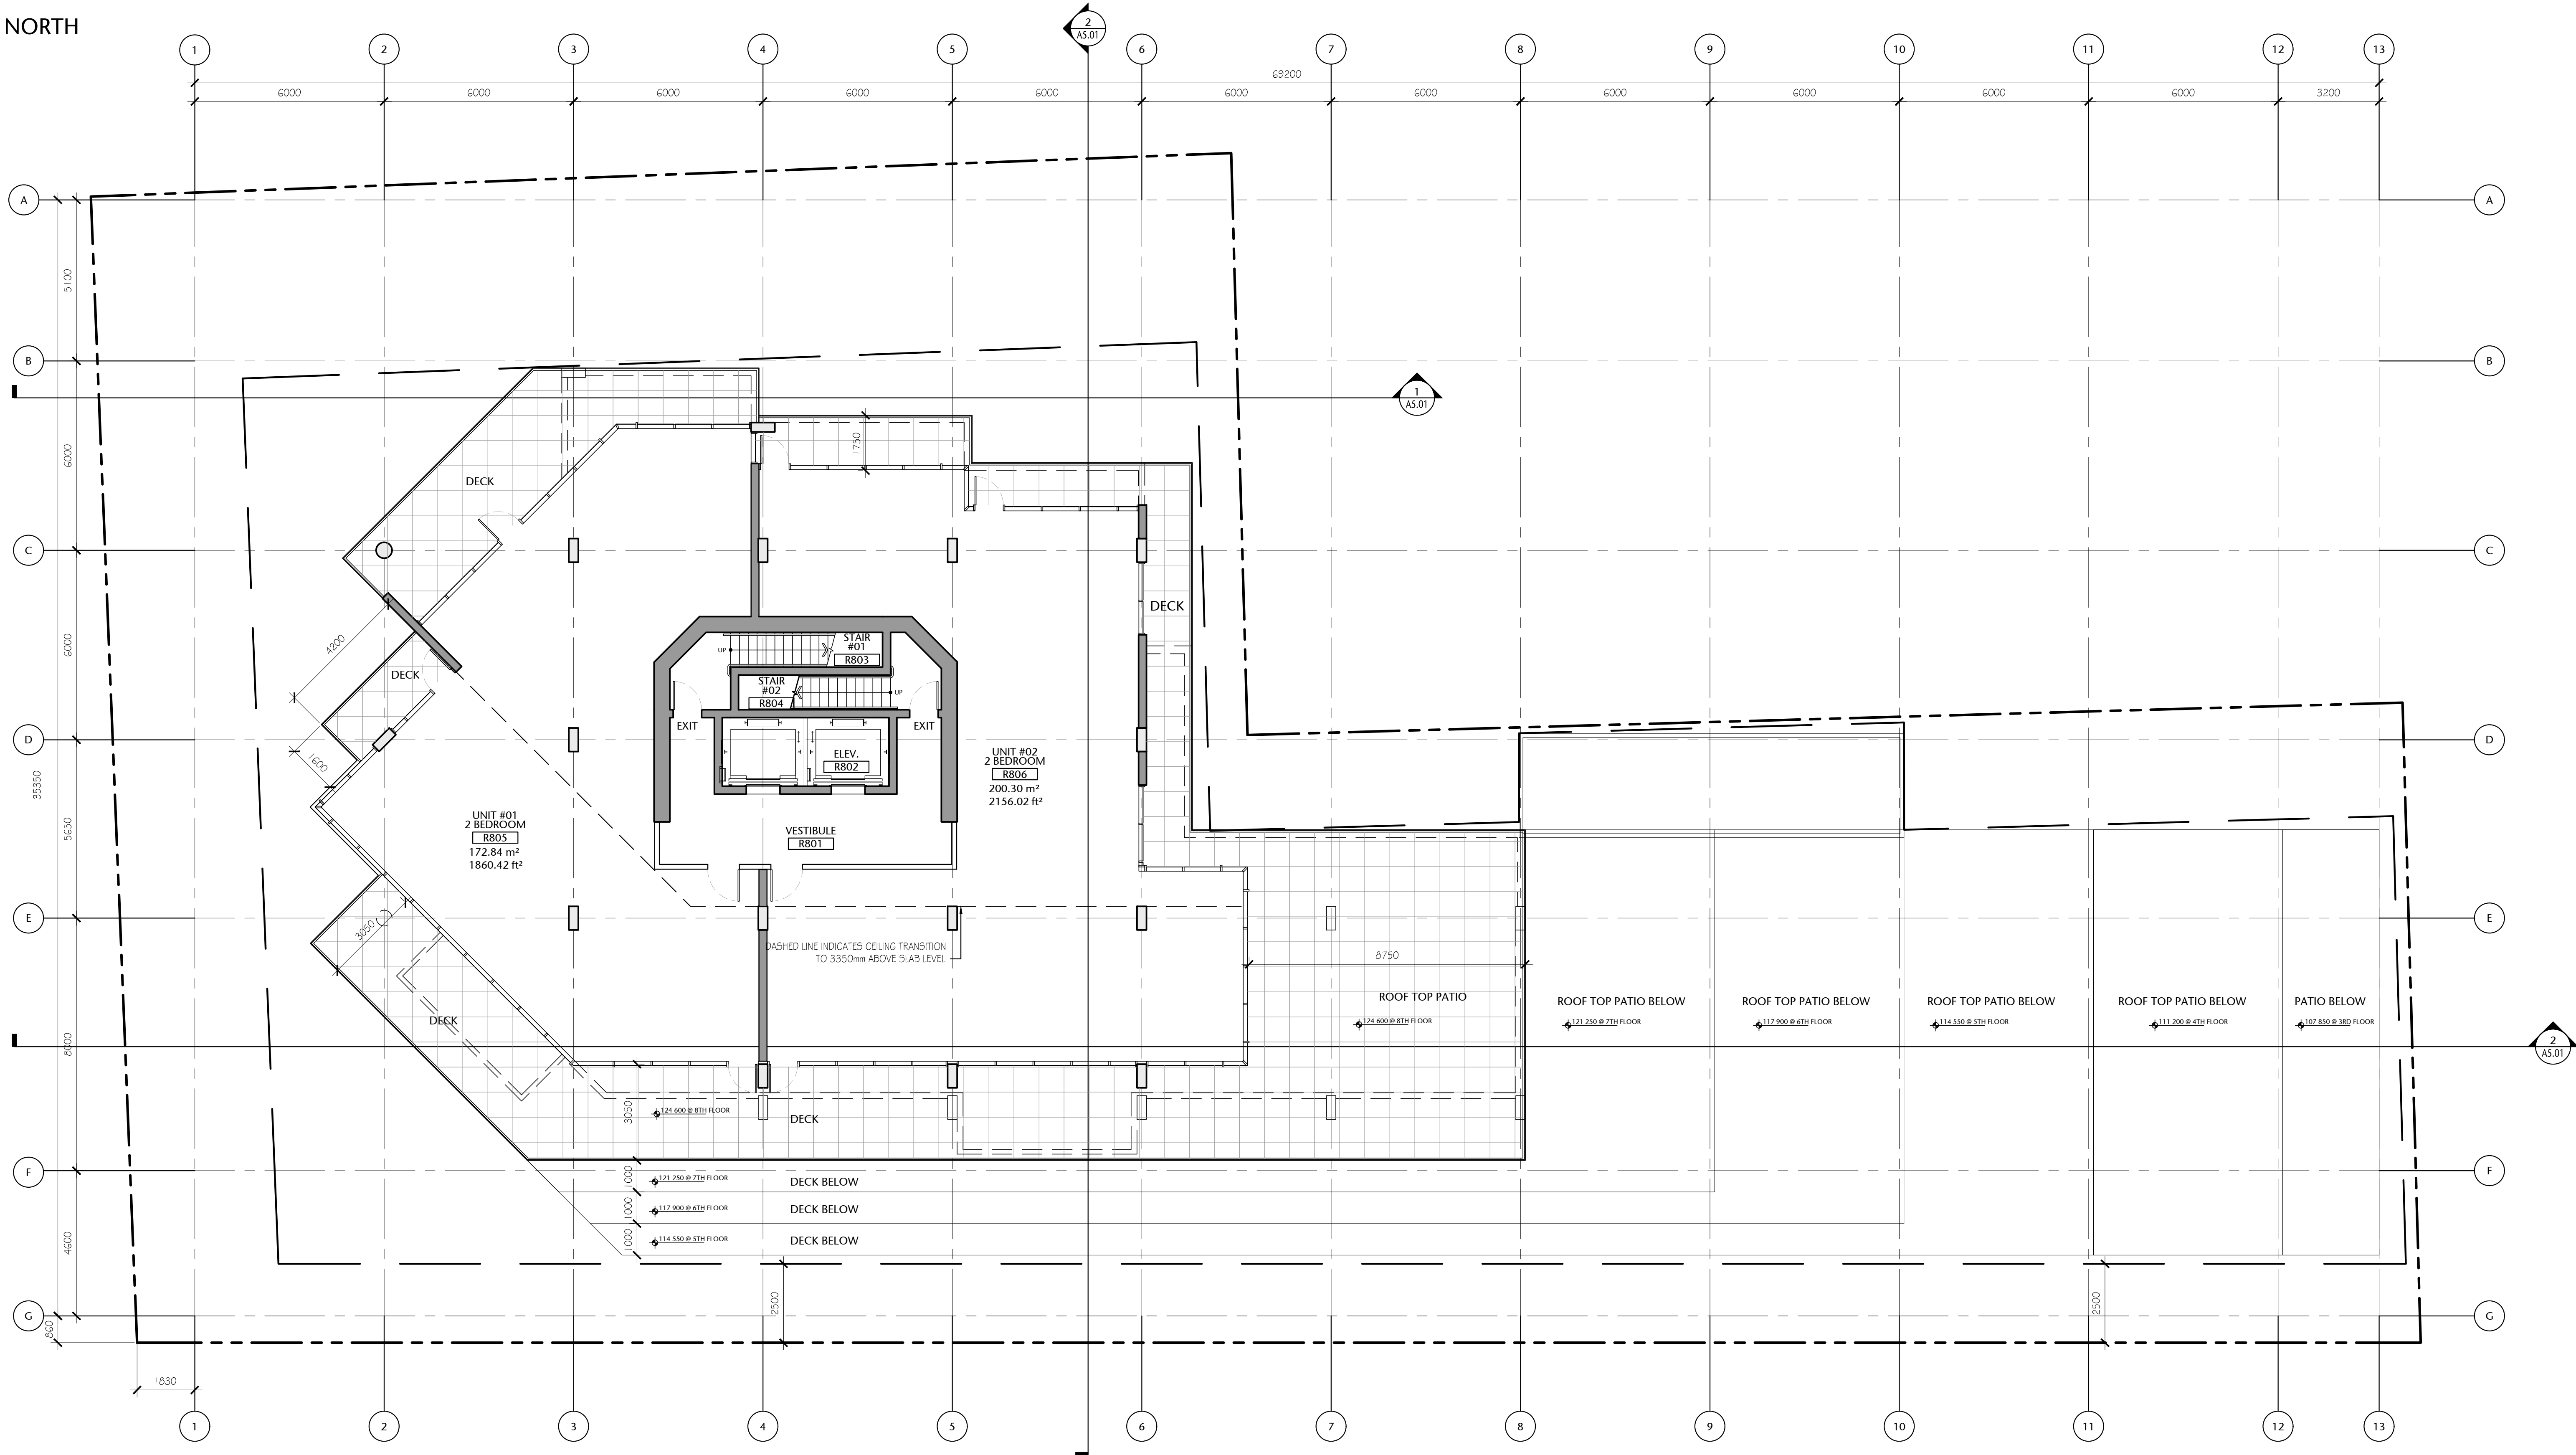 NORTH
2
A5.01
1
2
3
4
5
6
7
8
9
10
11
12
13
69200
6000
6000
6000
6000
6000
6000
6000
6000
6000
6000
6000
3200
A
A
5100
B
B
1
A5.01
6000
1750
DECK
C
C
DECK
4200
6000
STAIR
#01
R803
UP
DECK
STAIR
#02
R804
UP
EXIT
EXIT
D
D
1600
35350
ELEV.
R802
UNIT #02
2 BEDROOM
R806
200.30 m²
2156.02 ft²
5650
UNIT #01
2 BEDROOM
R805
172.84 m²
1860.42 ft²
VESTIBULE
R801
E
E
3050
DASHED LINE INDICATES CEILING TRANSITION
TO 3350mm ABOVE SLAB LEVEL
8750
ROOF TOP PATIO
124 600 @ 8TH FLOOR
ROOF TOP PATIO BELOW
121 250 @ 7TH FLOOR
ROOF TOP PATIO BELOW
117 900 @ 6TH FLOOR
ROOF TOP PATIO BELOW
114 550 @ 5TH FLOOR
ROOF TOP PATIO BELOW
111 200 @ 4TH FLOOR
PATIO BELOW
107 850 @ 3RD FLOOR
DECK
8000
2
A5.01
3050
124 600 @ 8TH FLOOR
DECK
F
F
1000
121 250 @ 7TH FLOOR
DECK BELOW
1000
117 900 @ 6TH FLOOR
DECK BELOW
1000
114 550 @ 5TH FLOOR
DECK BELOW
4600
2500
2500
G
G
860
1830
1
2
3
4
5
6
7
8
9
10
11
12
13